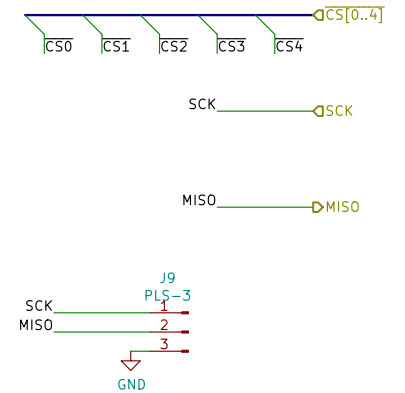 CS[0..4]
CS0 CS1 CS2 CS3 CS4
SCK SCK
MISO MISO
J9
PLS-3
SCK 1
MISO 2
3
GND